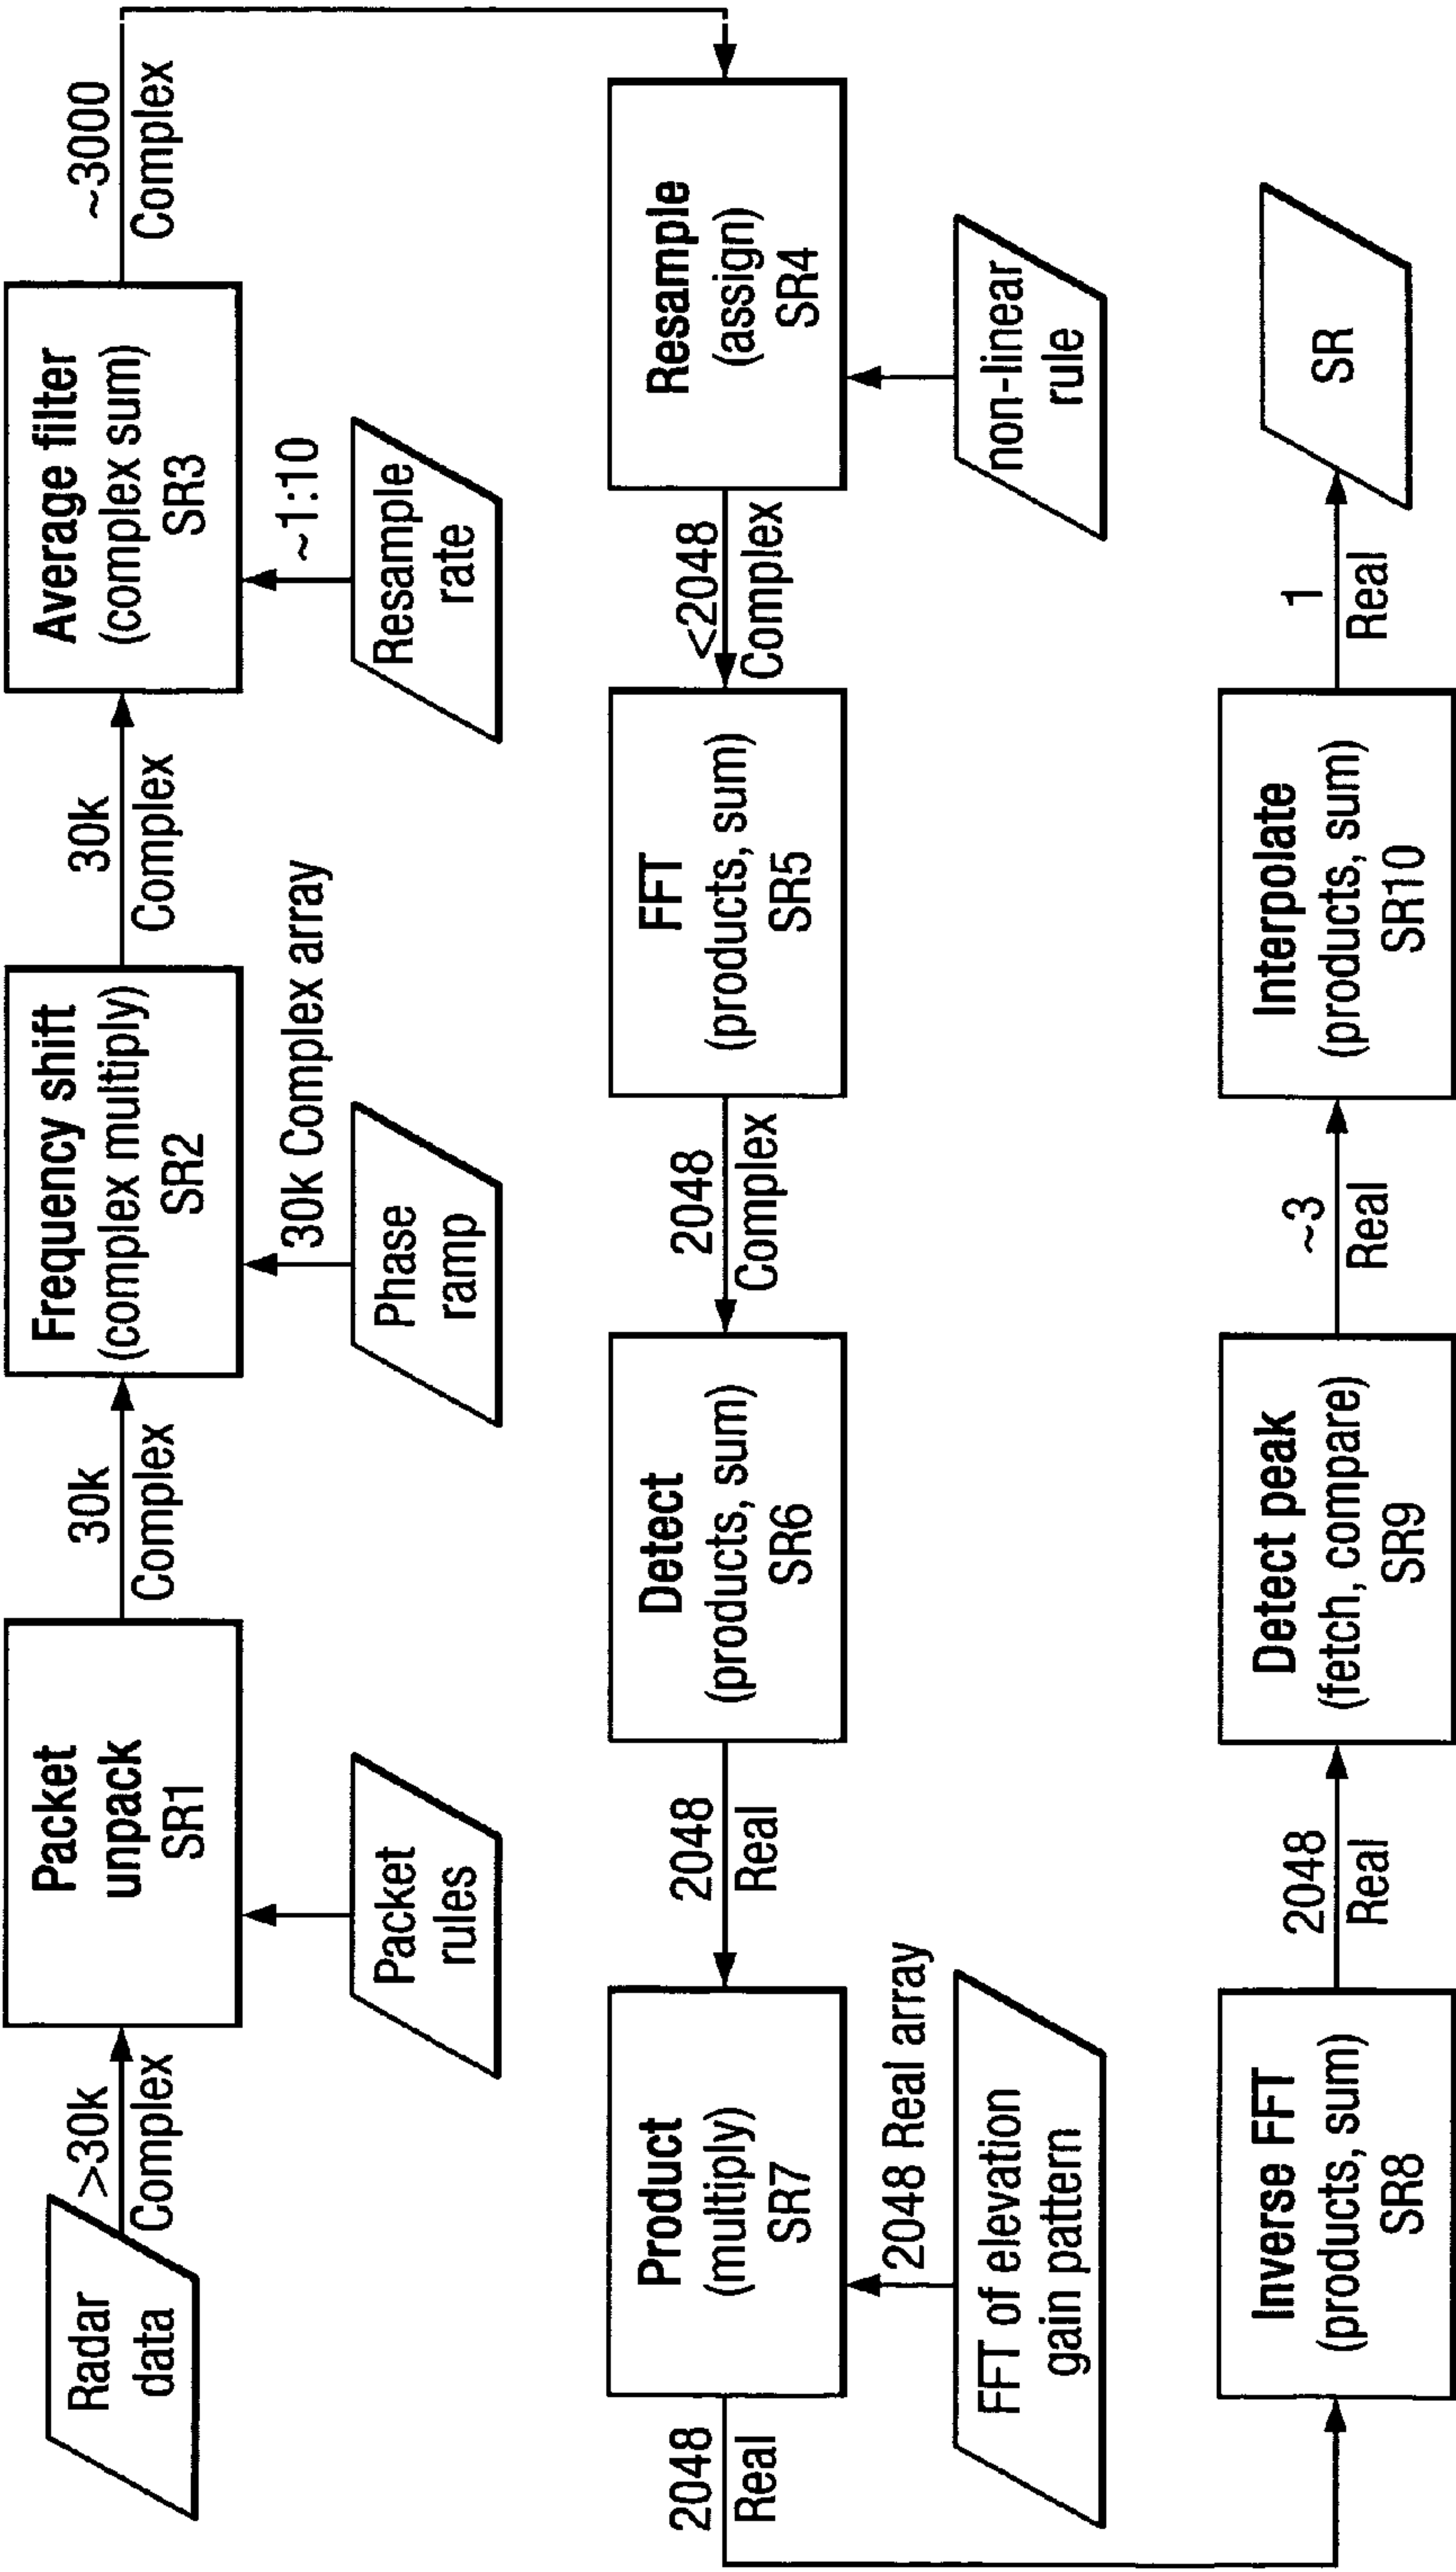 Radar
data
>30k
Complex
Packet
unpack
SR1
Packet
rules
30k
Complex
Frequency shift
(complex multiply)
SR2
30k Complex array
Phase
ramp
30k
Complex
Average filter
(complex sum)
SR3
~1:10
Resample
rate
~3000
Complex
Resample
(assign)
SR4
non-linear
rule
<2048
Complex
FFT
(products, sum)
SR5
2048
Complex
Detect
(products, sum)
SR6
2048
Real
Product
(multiply)
SR7
2048 Real array
FFT of elevation
gain pattern
2048
Real
Inverse FFT
(products, sum)
SR8
2048
Real
Detect peak
(fetch, compare)
SR9
~3
Real
Interpolate
(products, sum)
SR10
1
Real
SR